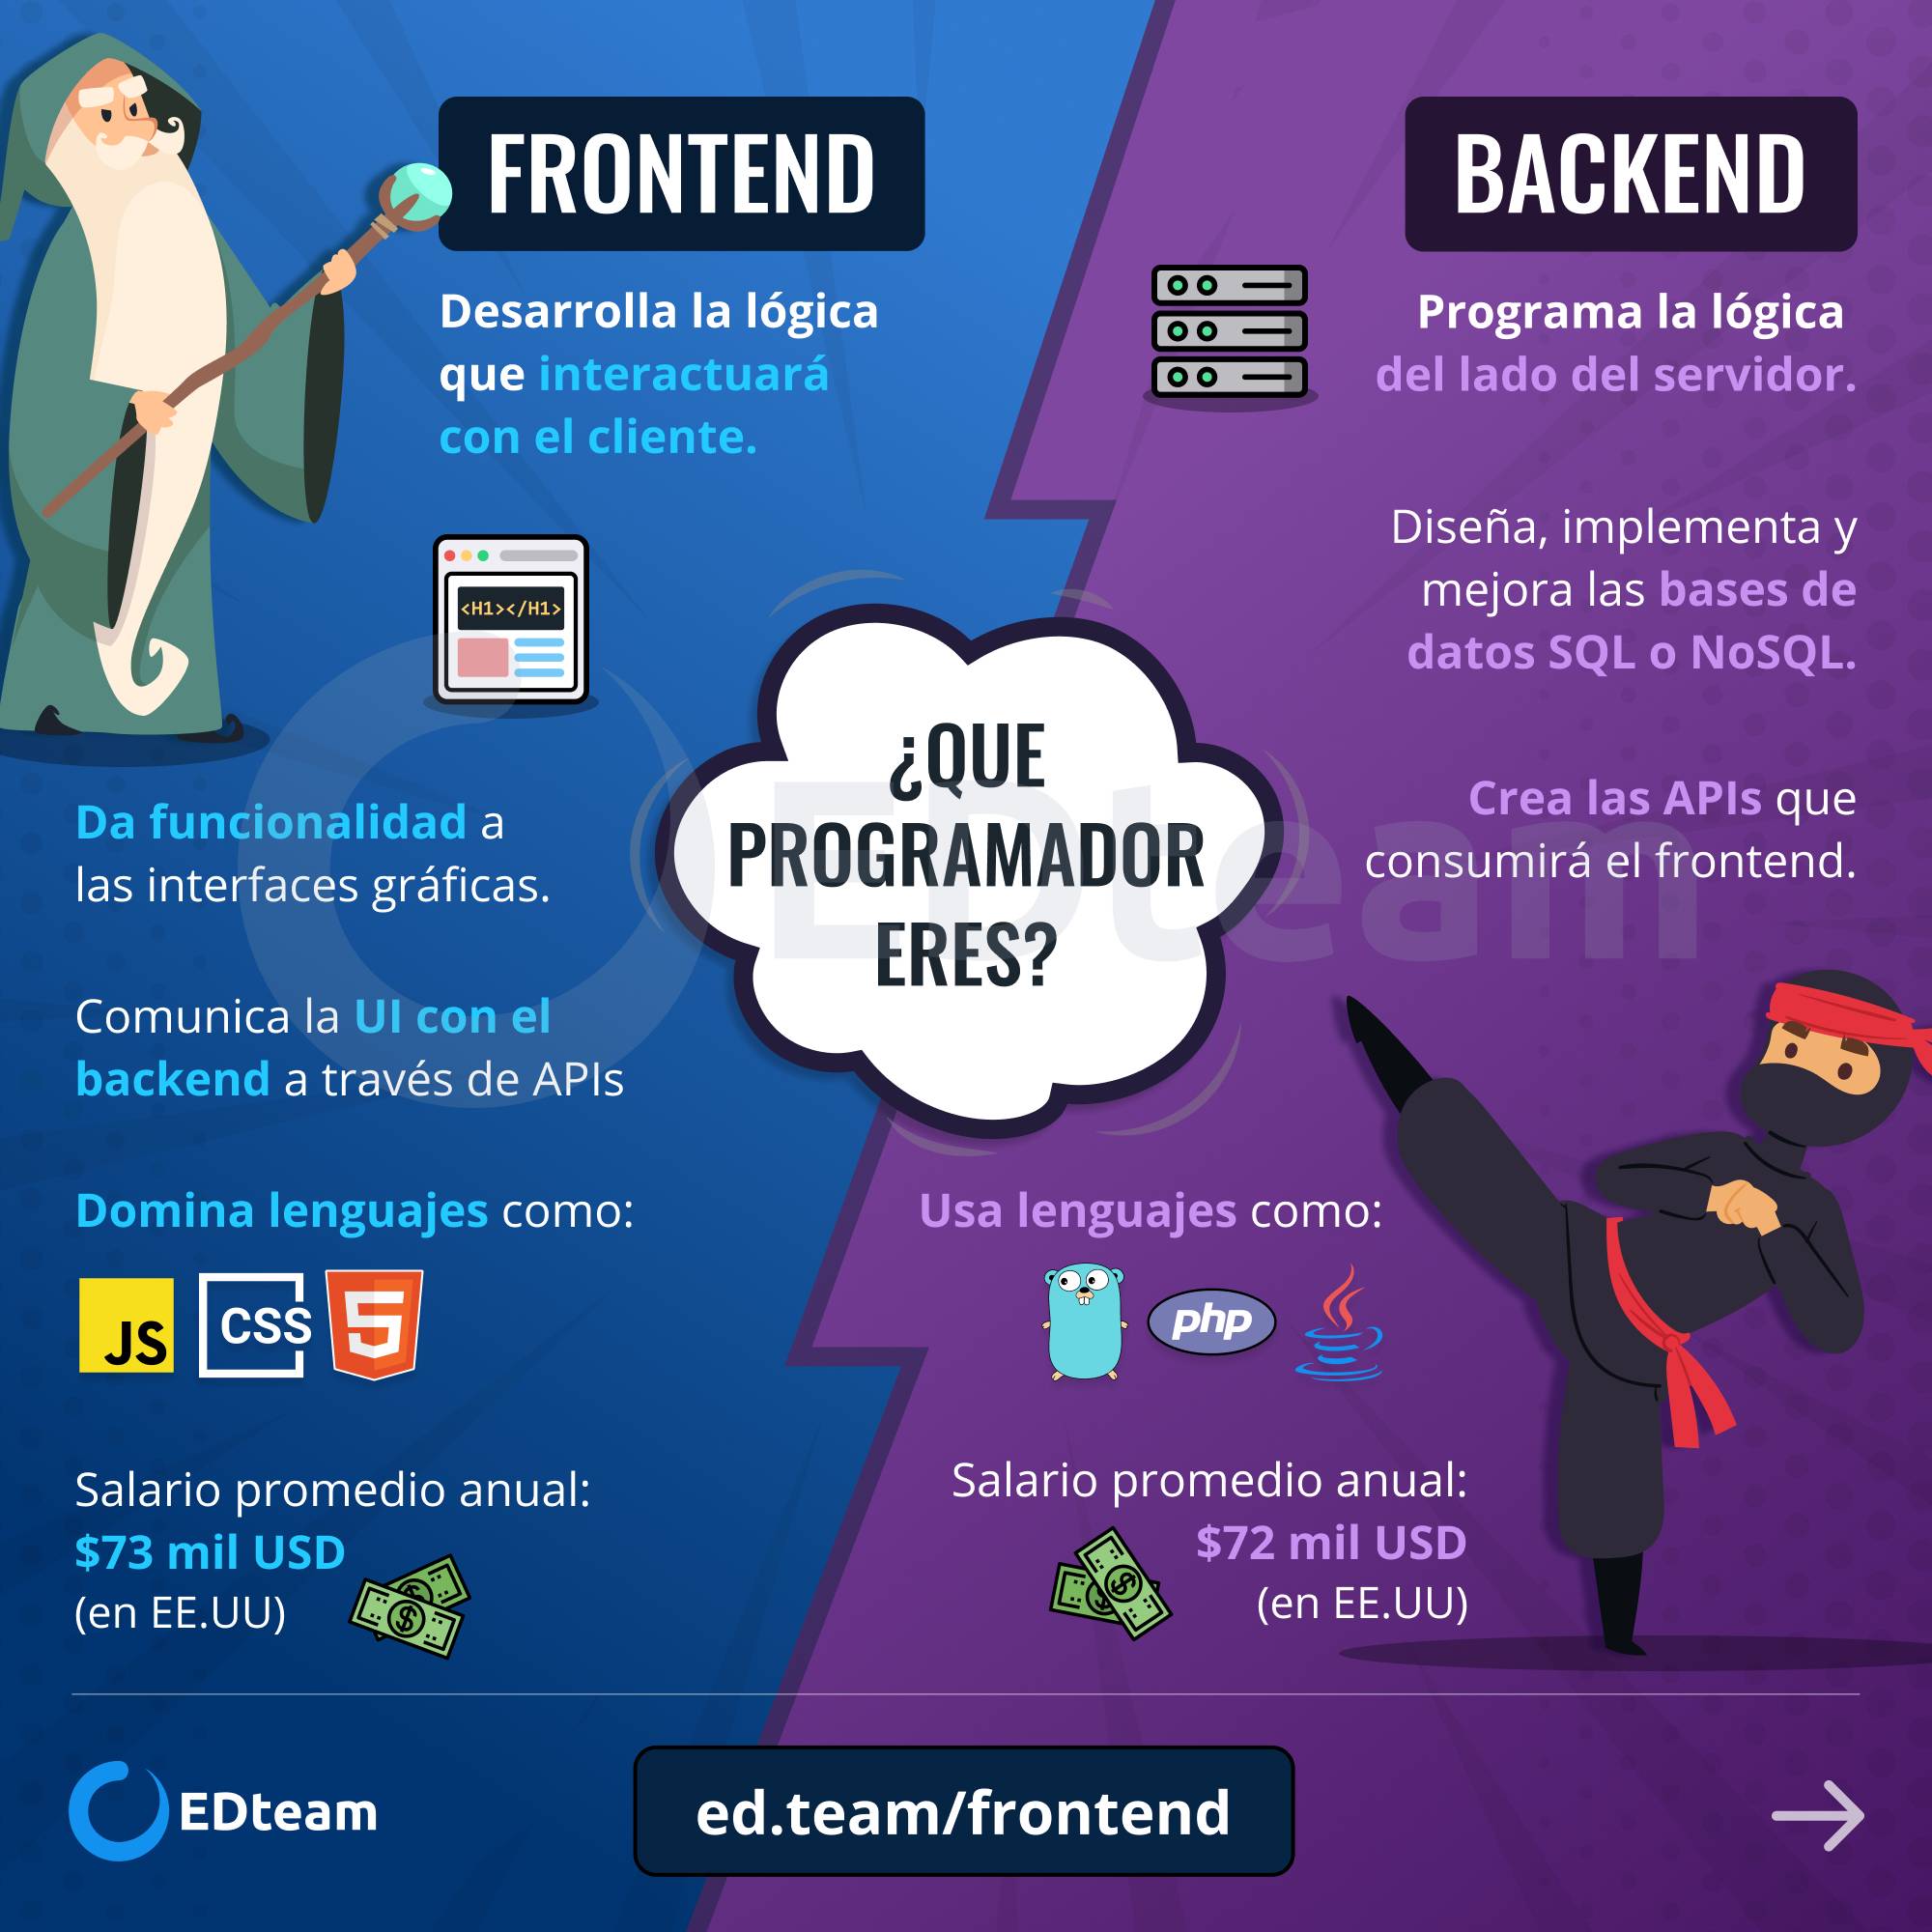 FRONTEND
Desarrolla la lógica
que interactuará
con el cliente.
<H1></H1>
Da funcionalidad a
las interfaces gráficas.
Comunica la UI con el
backend a través de APIs
Domina lenguajes como:
JS
CSS
5
Salario promedio anual:
$73 mil USD
(en EE.UU)
¿QUE
PROGRAMADOR
ERES?
EDteam
BACKEND
Programa la lógica
del lado del servidor.
Diseña, implementa y
mejora las bases de
datos SQL o NoSQL.
Crea las APIs que
consumirá el frontend.
Usa lenguajes como:
php
Salario promedio anual:
$72 mil USD
(en EE.UU)
EDteam
ed.team/frontend